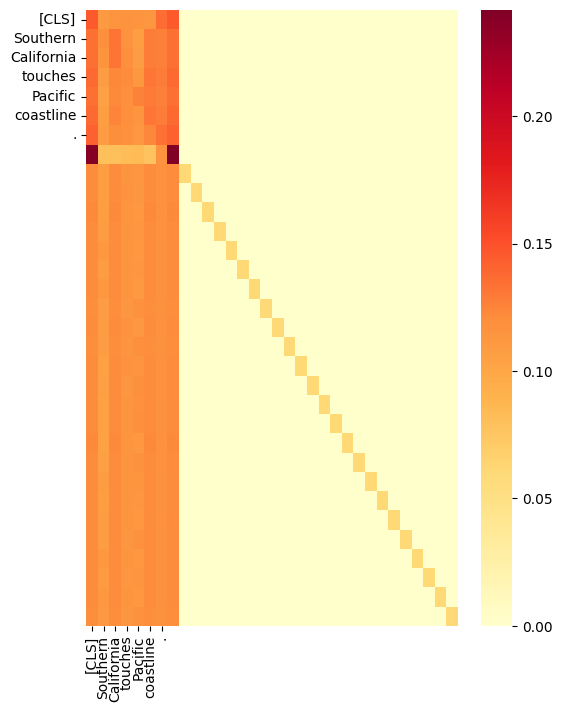 [CLS]
Southern
California
touches
Pacific
coastline
.
0.20
0.15
0.10
0.05
0.00
[CLS]
Southern
California
touches
Pacific
coastline
.